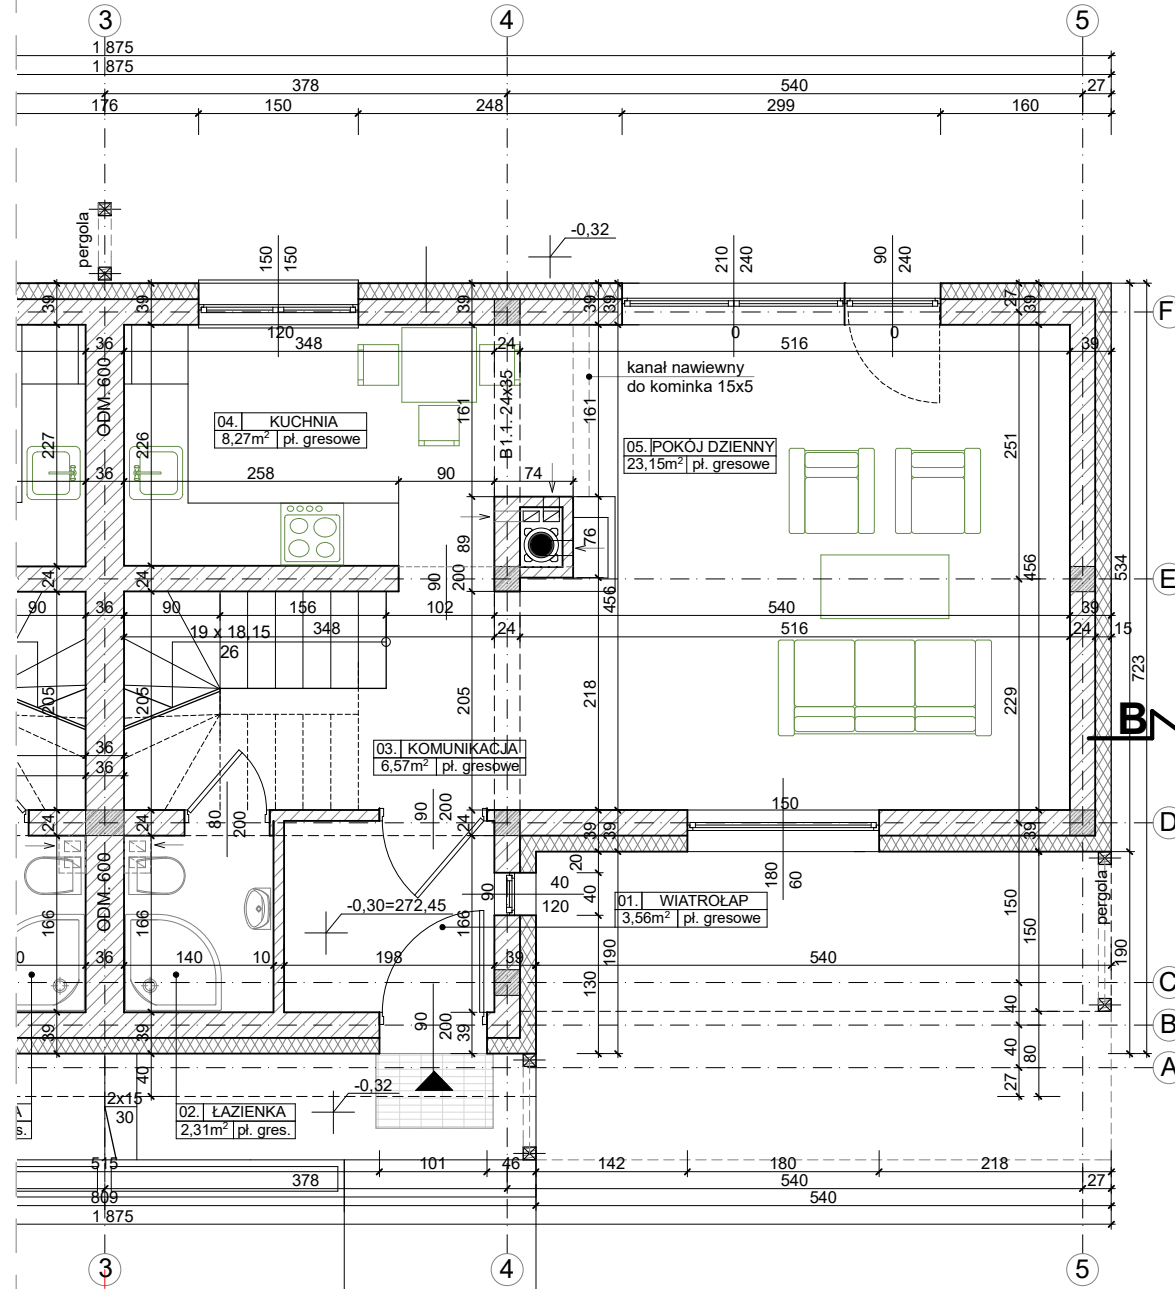 3 4 5
1 875
1 875
378 540 27
176 150 248 299 160
pergola
-0,32
150 150
210 240
90 240
39 39 39 39 39 27 39
F
120 0 0
36 348 24 516 39
kanał nawiewny
do kominka 15x5
ODM. 600
161 B1.1.-24x35 161
04. KUCHNIA
8,27m² pł. gresowe
05. POKÓJ DZIENNY
23,15m² pł. gresowe
227 226 251
36 258 90 74
89 76
24 24 90 200 456 456 534
E
90 36 90 156 102 540 39
19 x 18,15 348 24 516 24 15
26
723
205 205 205 218 229
B
03. KOMUNIKACJA
6,57m² pł. gresowe
36
36
150
24 24 80 200 90 200 24 39 39 39
D
20
180 60
ODM. 600
90 40 120 40
01. WIATROŁAP
3,56m² pł. gresowe
pergola
166 166 166
-0,30=272,45
150 150
190 190
0 36 140 10 198 39 540
130
C
40
39 39 90 200 39
B
40 80
40
A
27
-0,32
2x15
30
A
s.
02. ŁAZIENKA
2,31m² pł. gres.
515 101 46 142 180 218
378 540 27
809 540
1 875
3 4 5